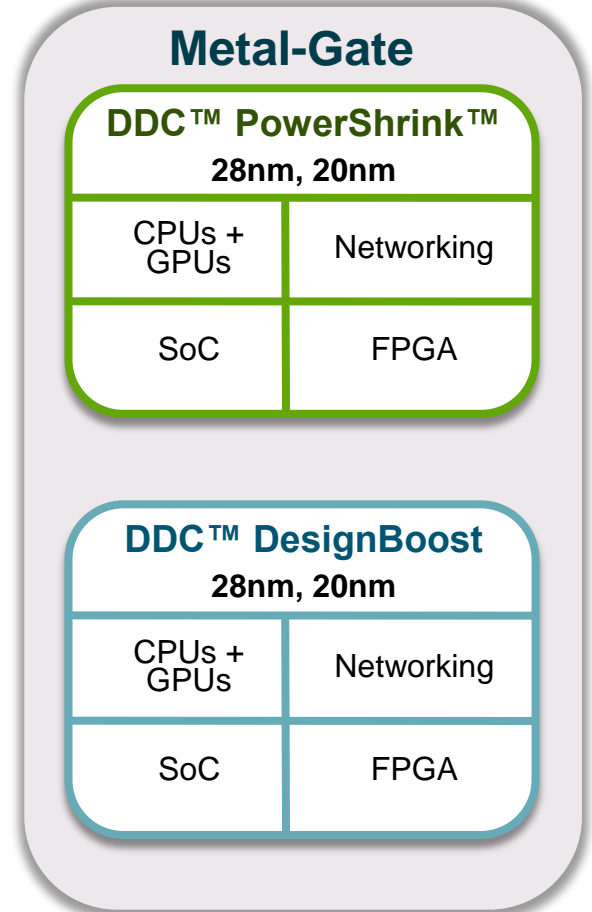 Metal-Gate
DDC™ PowerShrink™
28nm, 20nm
CPUs +
GPUs
Networking
SoC
FPGA
DDC™ DesignBoost
28nm, 20nm
CPUs +
GPUs
Networking
SoC
FPGA